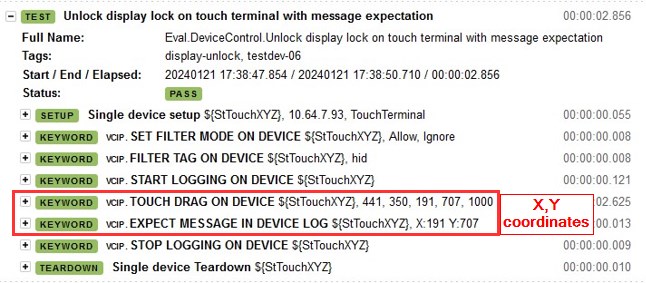 TEST Unlock display lock on touch terminal with message expectation 00:00:02.856
Full Name: Eval.DeviceControl.Unlock display lock on touch terminal with message expectation
Tags: display-unlock, testdev-06
Start / End / Elapsed: 20240121 17:38:47.854 / 20240121 17:38:50.710 / 00:00:02.856
Status: PASS
SETUP Single device setup ${StTouchXYZ}, 10.64.7.93, TouchTerminal 00:00:00.055
KEYWORD VCIP. SET FILTER MODE ON DEVICE ${StTouchXYZ}, Allow, Ignore 00:00:00.008
KEYWORD VCIP. FILTER TAG ON DEVICE ${StTouchXYZ}, hid 00:00:00.008
KEYWORD VCIP. START LOGGING ON DEVICE ${StTouchXYZ} 00:00:00.121
KEYWORD VCIP. TOUCH DRAG ON DEVICE ${StTouchXYZ}, 441, 350, 191, 707, 1000 X,Y 02.625
KEYWORD VCIP. EXPECT MESSAGE IN DEVICE LOG ${StTouchXYZ}, X:191 Y:707 coordinates 00.013
KEYWORD VCIP. STOP LOGGING ON DEVICE ${StTouchXYZ} 00:00:00.009
TEARDOWN Single device Teardown ${StTouchXYZ} 00:00:00.010